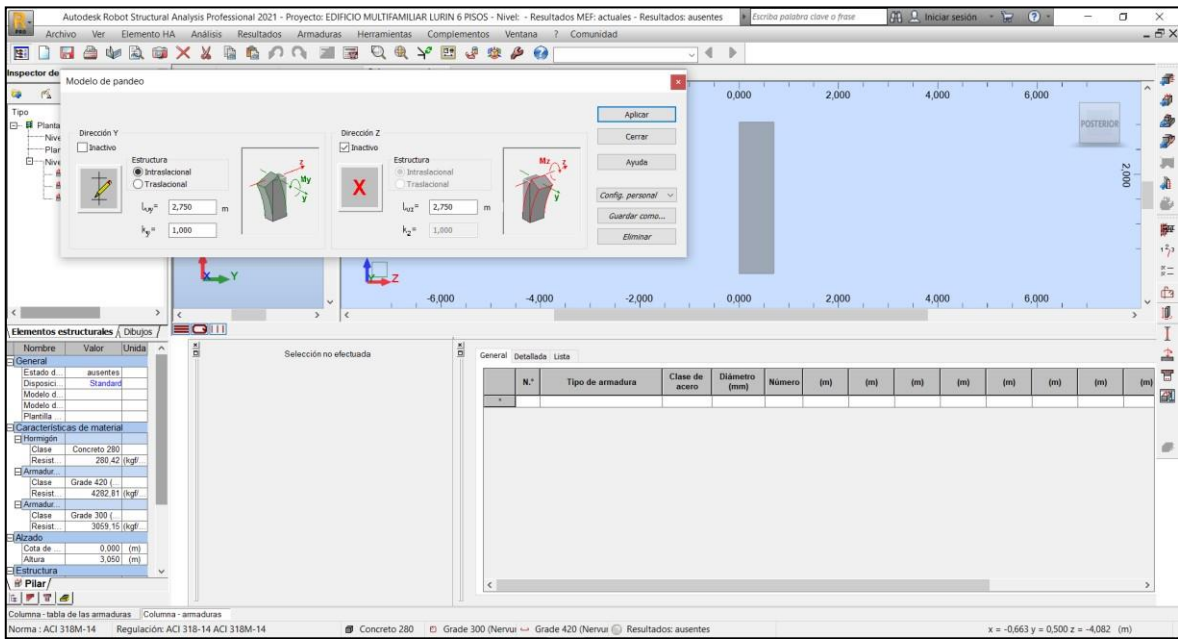 PRO Autodesk Robot Structural Analysis Professional 2021 - Proyecto: EDIFICIO MULTIFAMILIAR LURIN 6 PISOS - Nivel: - Resultados MEF: actuales - Resultados: ausentes Escriba palabra clave o frase Iniciar sesión
Archivo Ver Elemento HA Análisis Resultados Armaduras Herramientas Complementos Ventana ? Comunidad
Inspector de
Modelo de pandeo
Tipo
Planta
Nive
Plan
Nive
Dirección Y
Inactivo
Estructura
Intraslacional
Traslacional
2,750 m
1,000
z
My
y
Dirección Z
Inactivo
Estructura
Intraslacional
Traslacional
X
2,750 m
1,000
Mz
z
y
Aplicar
Cerrar
Ayuda
Config. personal
Guardar como...
Eliminar
0,000 2,000 4,000 6,000
POSTERIOR
2,000
X Y
Y Z
-6,000 -4,000 -2,000 0,000 2,000 4,000 6,000
Elementos estructurales Dibujos
Nombre Valor Unida
General
Estado d... ausentes
Disposici... Standard
Modelo d...
Modelo d...
Plantilla ...
Características de material
Hormigón
Clase Concreto 280
Resist... 280,42 (kgf/...
Armadur...
Clase Grade 420 (...
Resist... 4282,81 (kgf/...
Armadur...
Clase Grade 300 (...
Resist... 3059,15 (kgf/...
Alzado
Cota de ... 0,000 (m)
Altura 3,050 (m)
Estructura
Pilar
Selección no efectuada
General Detallada Lista
N.° Tipo de armadura Clase de acero Diámetro (mm) Número (m) (m) (m) (m) (m) (m) (m) (m)
*
Columna - tabla de las armaduras Columna - armaduras
Norma : ACI 318M-14 Regulación: ACI 318-14 ACI 318M-14 Concreto 280 Grade 300 (Nervui Grade 420 (Nervui Resultados: ausentes x = -0,663 y = 0,500 z = -4,082 (m)